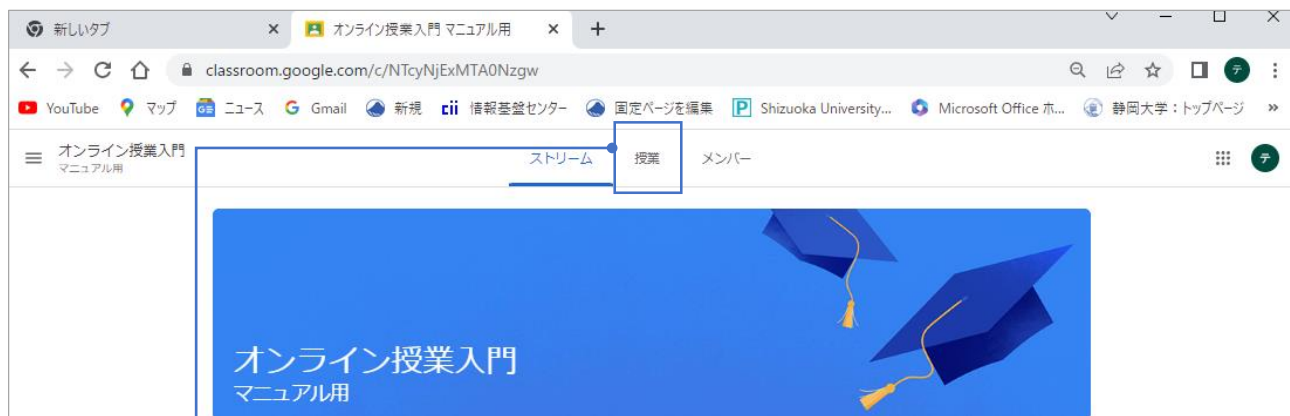 新しいタブ
オンライン授業入門 マニュアル用
classroom.google.com/c/NTcyNjExMTA0Nzgw
テ
YouTube マップ ニュース Gmail 新規 情報基盤センター 固定ページを編集 Shizuoka University... Microsoft Office ホ... 静岡大学：トップページ »
オンライン授業入門
マニュアル用
ストリーム 授業 メンバー
テ
オンライン授業入門
マニュアル用